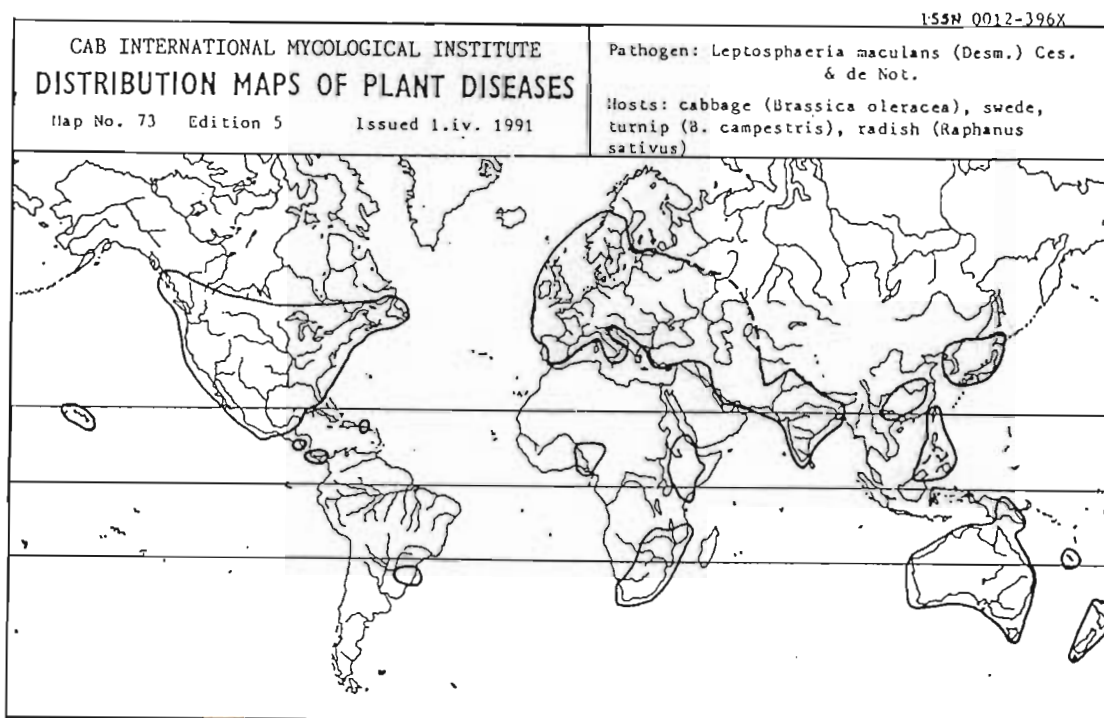 ISSN 0012-396X
CAB INTERNATIONAL MYCOLOGICAL INSTITUTE
DISTRIBUTION MAPS OF PLANT DISEASES
Map No. 73 Edition 5 Issued 1.iv. 1991
Pathogen: Leptosphaeria maculans (Desm.) Ces.
& de Not.
Hosts: cabbage (Brassica oleracea), swede,
turnip (B. campestris), radish (Raphanus
sativus)